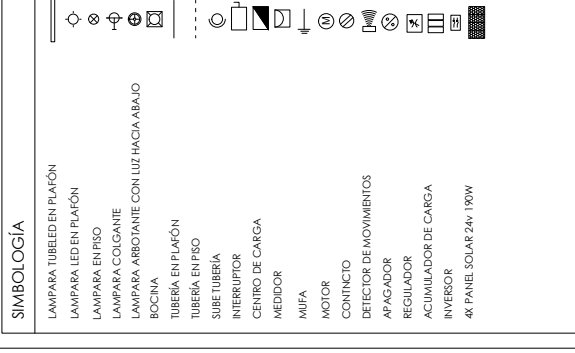 SIMBOLOGÍA
LAMPARA TUBELED EN PLAFÓN
LAMPARA LED EN PLAFÓN
LAMPARA EN PISO
LAMPARA COLGANTE
LAMPARA ÁRBOTANTE CON LUZ HACIA ABAJO
BOCINA
TUBERÍA EN PLAFÓN
TUBERÍA EN PISO
SUBE TUBERÍA
INTERRUPTOR
CENTRO DE CARGA
MEDIDOR
MUFA
MOTOR
CONTNCTO
DETECTOR DE MOVIMIENTOS
APAGADOR
REGULADOR
ACUMULADOR DE CARGA
INVERSOR
4X PANEL SOLAR 24v 190W
M